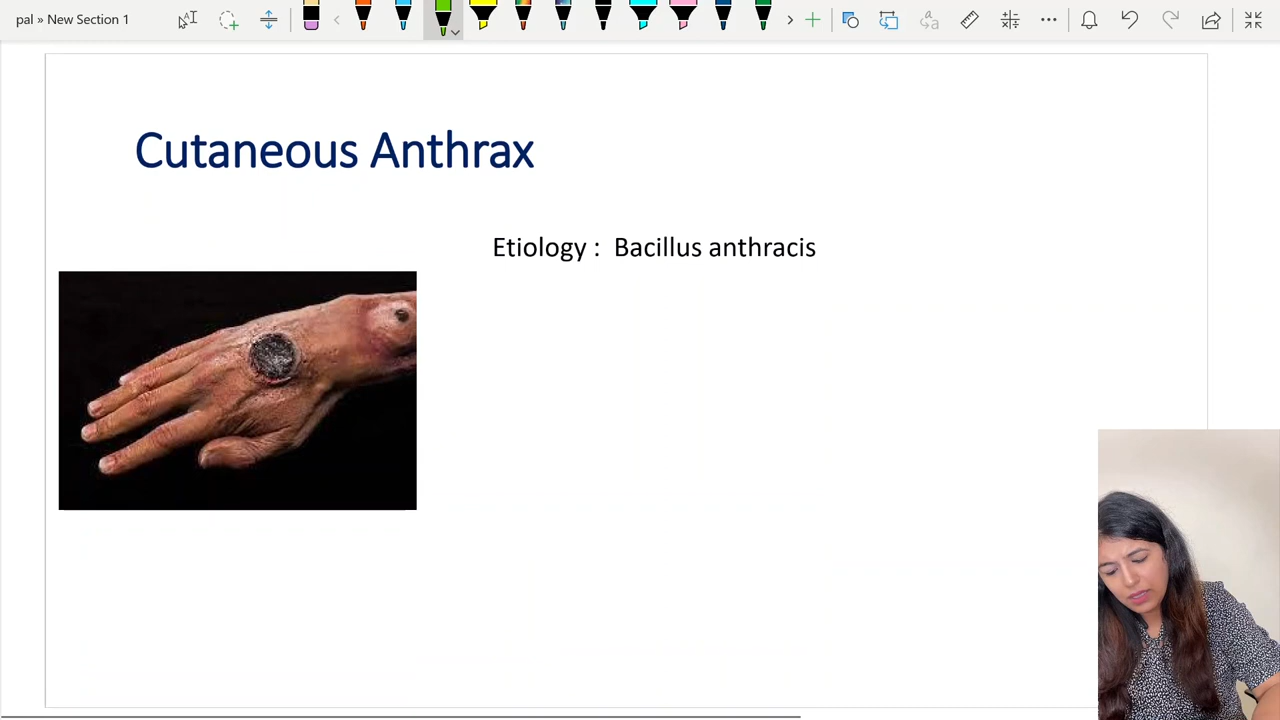 pal » New Section 1
Cutaneous Anthrax
Etiology : Bacillus anthracis